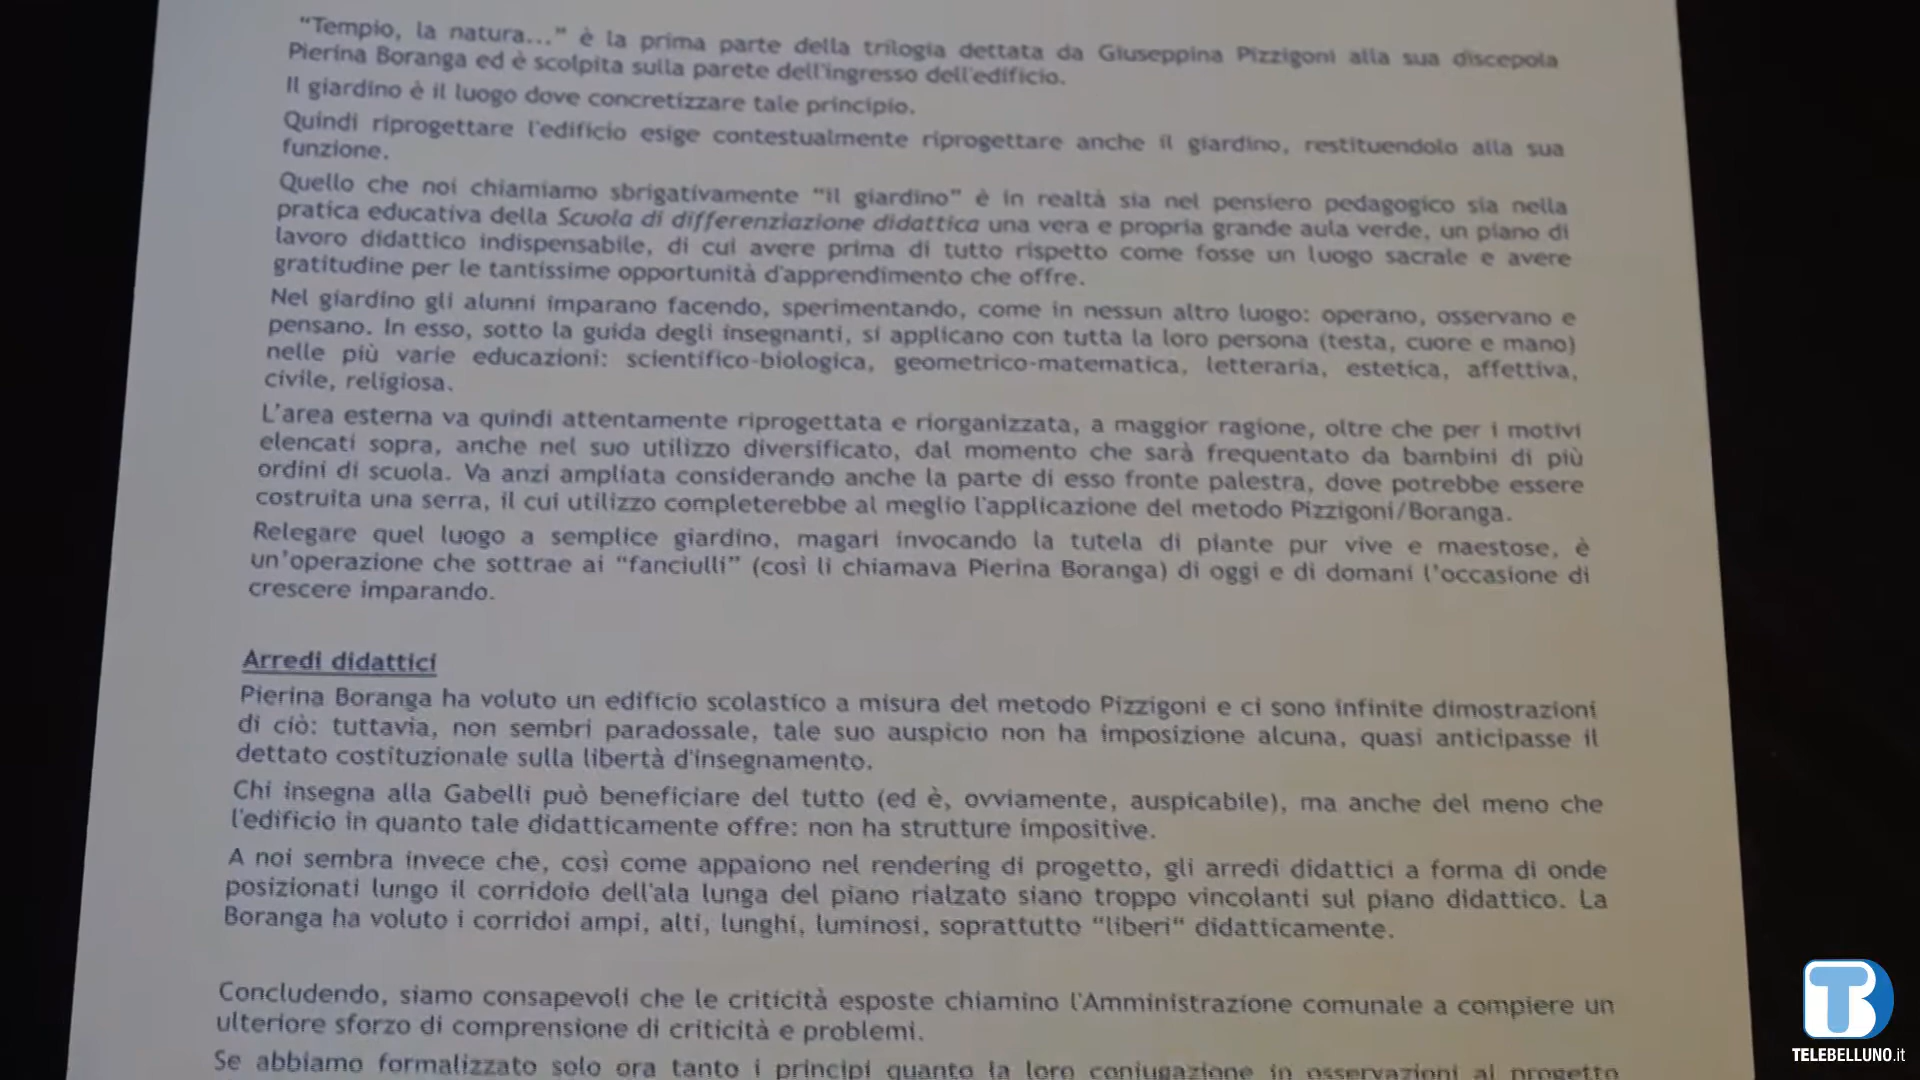 “Tempio, la natura...” è la prima parte della trilogia dettata da Giuseppina Pizzigoni alla sua discepola
Pierina Boranga ed è scolpita sulla parete dell'ingresso dell'edificio.
Il giardino è il luogo dove concretizzare tale principio.
Quindi riprogettare l'edificio esige contestualmente riprogettare anche il giardino, restituendolo alla sua
funzione.
Quello che noi chiamiamo sbrigativamente “il giardino” è in realtà sia nel pensiero pedagogico sia nella
pratica educativa della Scuola di differenziazione didattica una vera e propria grande aula verde, un piano di
lavoro didattico indispensabile, di cui avere prima di tutto rispetto come fosse un luogo sacrale e avere
gratitudine per le tantissime opportunità d'apprendimento che offre.
Nel giardino gli alunni imparano facendo, sperimentando, come in nessun altro luogo: operano, osservano e
pensano. In esso, sotto la guida degli insegnanti, si applicano con tutta la loro persona (testa, cuore e mano)
nelle più varie educazioni: scientifico-biologica, geometrico-matematica, letteraria, estetica, affettiva,
civile, religiosa.
L’area esterna va quindi attentamente riprogettata e riorganizzata, a maggior ragione, oltre che per i motivi
elencati sopra, anche nel suo utilizzo diversificato, dal momento che sarà frequentato da bambini di più
ordini di scuola. Va anzi ampliata considerando anche la parte di esso fronte palestra, dove potrebbe essere
costruita una serra, il cui utilizzo completerebbe al meglio l'applicazione del metodo Pizzigoni/Boranga.
Relegare quel luogo a semplice giardino, magari invocando la tutela di piante pur vive e maestose, è
un’operazione che sottrae ai “fanciulli” (così li chiamava Pierina Boranga) di oggi e di domani l’occasione di
crescere imparando.
Arredi didattici
Pierina Boranga ha voluto un edificio scolastico a misura del metodo Pizzigoni e ci sono infinite dimostrazioni
di ciò: tuttavia, non sembri paradossale, tale suo auspicio non ha imposizione alcuna, quasi anticipasse il
dettato costituzionale sulla libertà d'insegnamento.
Chi insegna alla Gabelli può beneficiare del tutto (ed è, ovviamente, auspicabile), ma anche del meno che
l'edificio in quanto tale didatticamente offre: non ha strutture impositive.
A noi sembra invece che, così come appaiono nel rendering di progetto, gli arredi didattici a forma di onde
posizionati lungo il corridoio dell'ala lunga del piano rialzato siano troppo vincolanti sul piano didattico. La
Boranga ha voluto i corridoi ampi, alti, lunghi, luminosi, soprattutto “liberi“ didatticamente.
Concludendo, siamo consapevoli che le criticità esposte chiamino l'Amministrazione comunale a compiere un
ulteriore sforzo di comprensione di criticità e problemi.
Se abbiamo formalizzato solo ora tanto i principi quanto la loro coniugazione in osservazioni al progetto
TELEBELLUNO.it